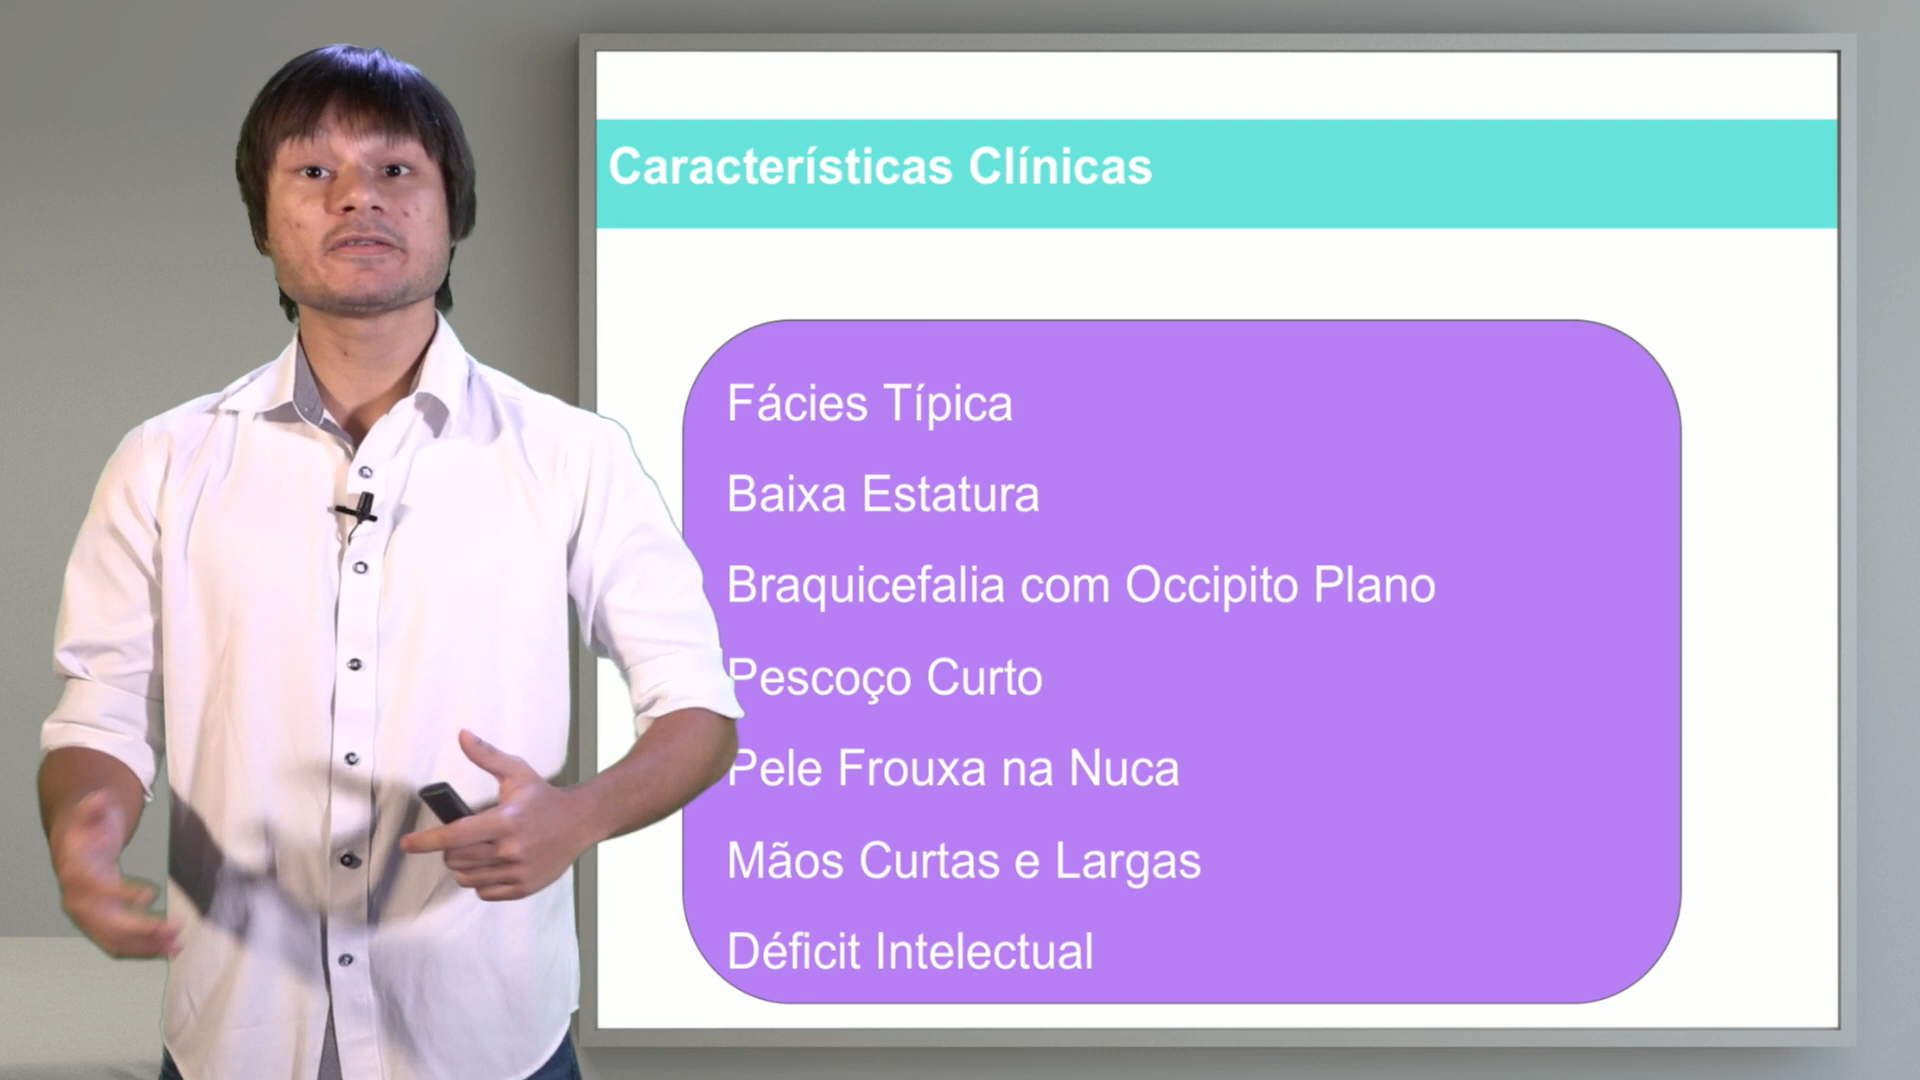 Características Clínicas
Fácies Típica
Baixa Estatura
Braquicefalia com Occipito Plano
Pescoço Curto
Pele Frouxa na Nuca
Mãos Curtas e Largas
Déficit Intelectual